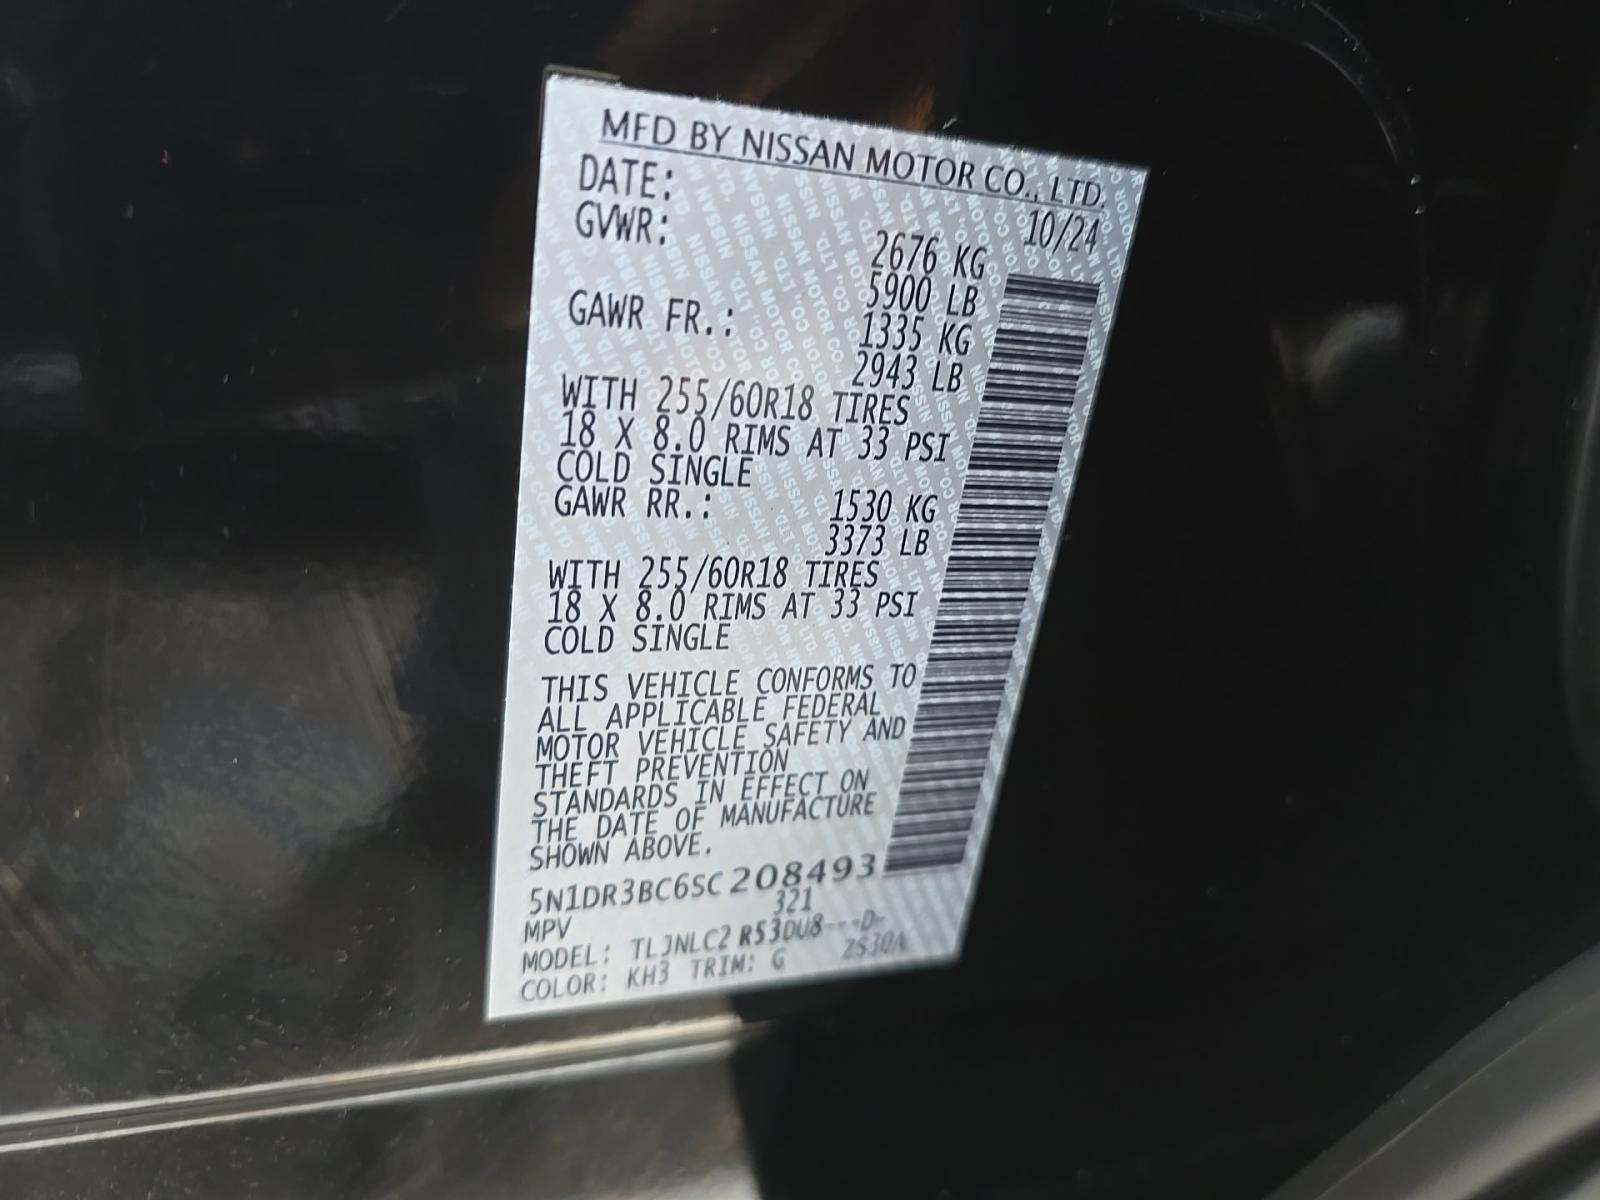 MFD BY NISSAN MOTOR CO., LTD.
DATE: 10/24
GVWR: 2676 KG
5900 LB
GAWR FR.: 1335 KG
2943 LB
WITH 255/60R18 TIRES
18 X 8.0 RIMS AT 33 PSI
COLD SINGLE
GAWR RR.: 1530 KG
3373 LB
WITH 255/60R18 TIRES
18 X 8.0 RIMS AT 33 PSI
COLD SINGLE
THIS VEHICLE CONFORMS TO
ALL APPLICABLE FEDERAL
MOTOR VEHICLE SAFETY AND
THEFT PREVENTION
STANDARDS IN EFFECT ON
THE DATE OF MANUFACTURE
SHOWN ABOVE.
5N1DR3BC6SC208493
MPV 321
MODEL: TLJNLC2 R53DU8---D-
COLOR: KH3 TRIM: G